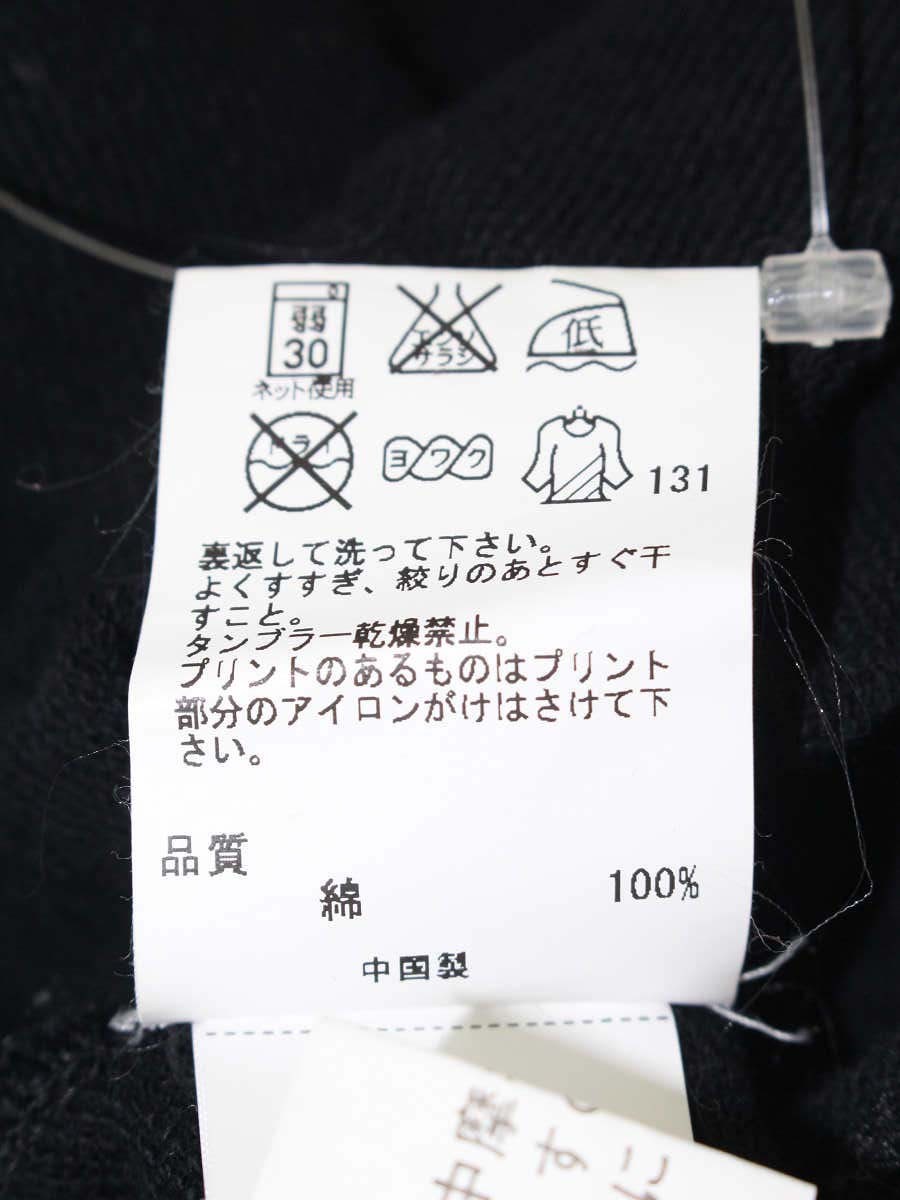 弱
30
ネット使用
エンソ
サラシ
低
ドライ
ヨワク
131
裏返して洗って下さい。
よくすすぎ、絞りのあとすぐ干
すこと。
タンブラー乾燥禁止。
プリントのあるものはプリント
部分のアイロンがけはさけて下
さい。
品質
綿 100%
中国製
摩
す
中
に